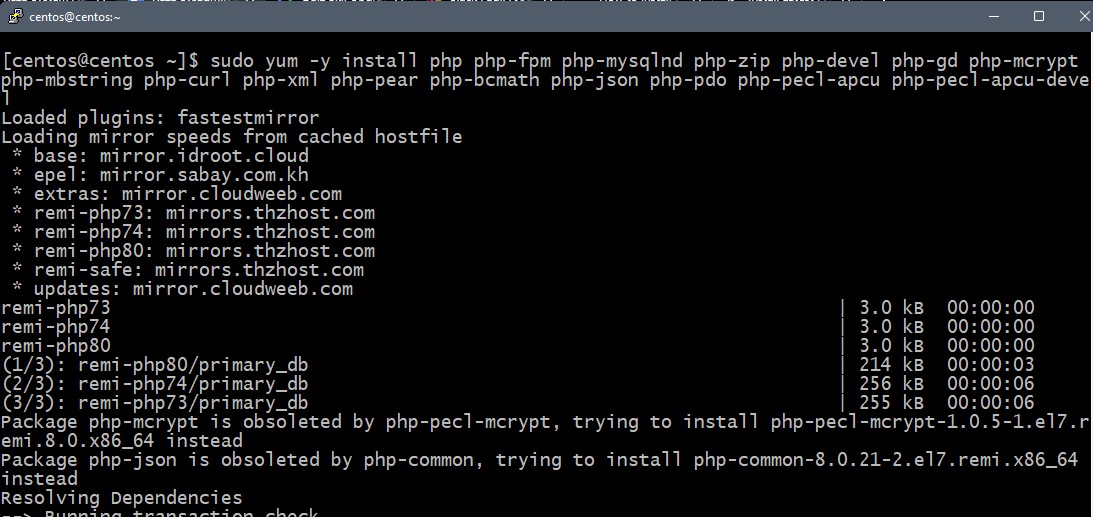 centos@centos:~
[centos@centos ~]$ sudo yum -y install php php-fpm php-mysqlnd php-zip php-devel php-gd php-mcrypt
php-mbstring php-curl php-xml php-pear php-bcmath php-json php-pdo php-pecl-apcu php-pecl-apcu-deve
l
Loaded plugins: fastestmirror
Loading mirror speeds from cached hostfile
 * base: mirror.idroot.cloud
 * epel: mirror.sabay.com.kh
 * extras: mirror.cloudweeb.com
 * remi-php73: mirrors.thzhost.com
 * remi-php74: mirrors.thzhost.com
 * remi-php80: mirrors.thzhost.com
 * remi-safe: mirrors.thzhost.com
 * updates: mirror.cloudweeb.com
remi-php73 | 3.0 kB 00:00:00
remi-php74 | 3.0 kB 00:00:00
remi-php80 | 3.0 kB 00:00:00
(1/3): remi-php80/primary_db | 214 kB 00:00:03
(2/3): remi-php74/primary_db | 256 kB 00:00:06
(3/3): remi-php73/primary_db | 255 kB 00:00:06
Package php-mcrypt is obsoleted by php-pecl-mcrypt, trying to install php-pecl-mcrypt-1.0.5-1.el7.r
emi.8.0.x86_64 instead
Package php-json is obsoleted by php-common, trying to install php-common-8.0.21-2.el7.remi.x86_64
instead
Resolving Dependencies
--> Running transaction check